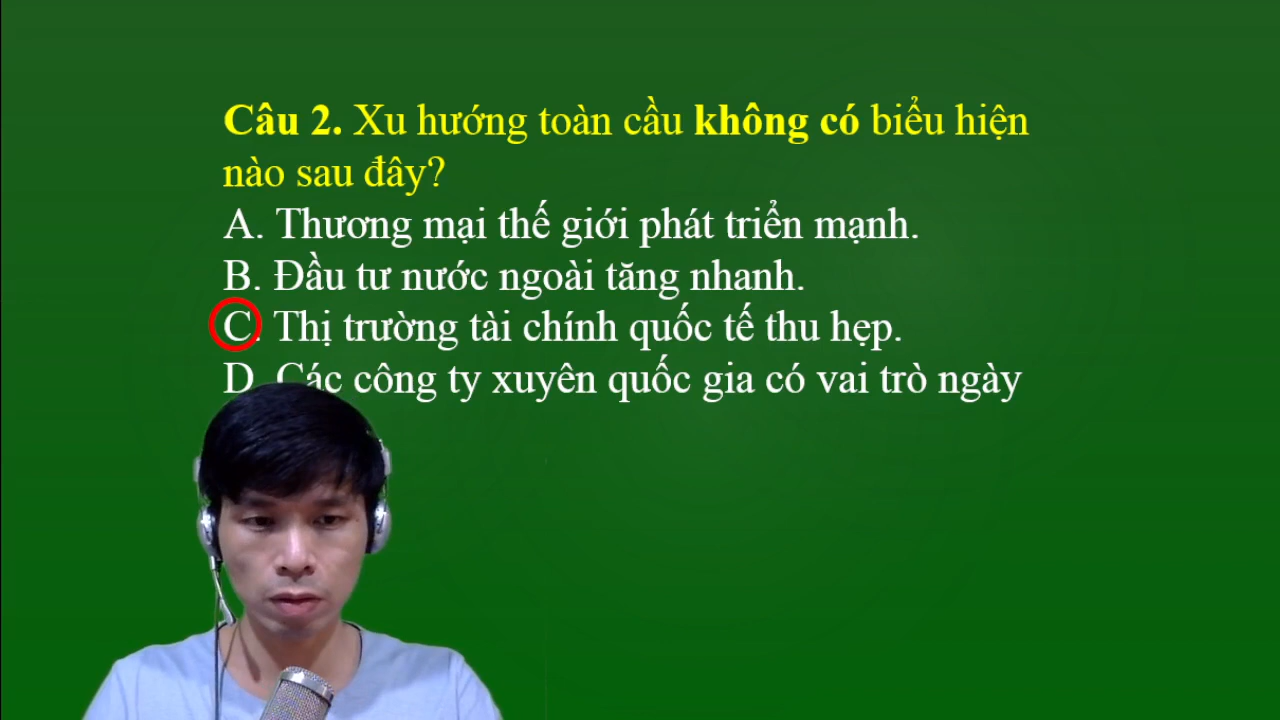 Câu 2. Xu hướng toàn cầu không có biểu hiện
nào sau đây?
A. Thương mại thế giới phát triển mạnh.
B. Đầu tư nước ngoài tăng nhanh.
C. Thị trường tài chính quốc tế thu hẹp.
D. Các công ty xuyên quốc gia có vai trò ngày